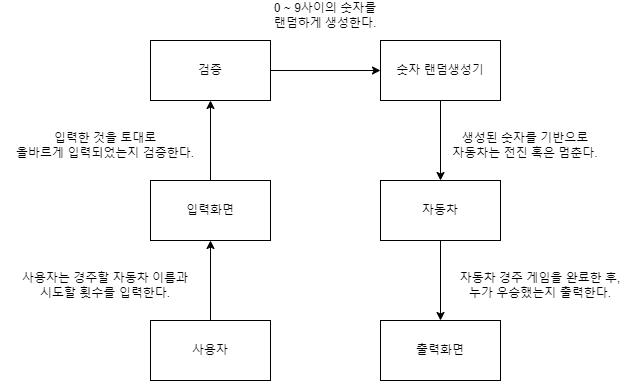 0 ~ 9사이의 숫자를
랜덤하게 생성한다.
검증
숫자 랜덤생성기
입력한 것을 토대로
올바르게 입력되었는지 검증한다.
생성된 숫자를 기반으로
자동차는 전진 혹은 멈춘다.
입력화면
자동차
사용자는 경주할 자동차 이름과
시도할 횟수를 입력한다.
자동차 경주 게임을 완료한 후,
누가 우승했는지 출력한다.
사용자
출력화면